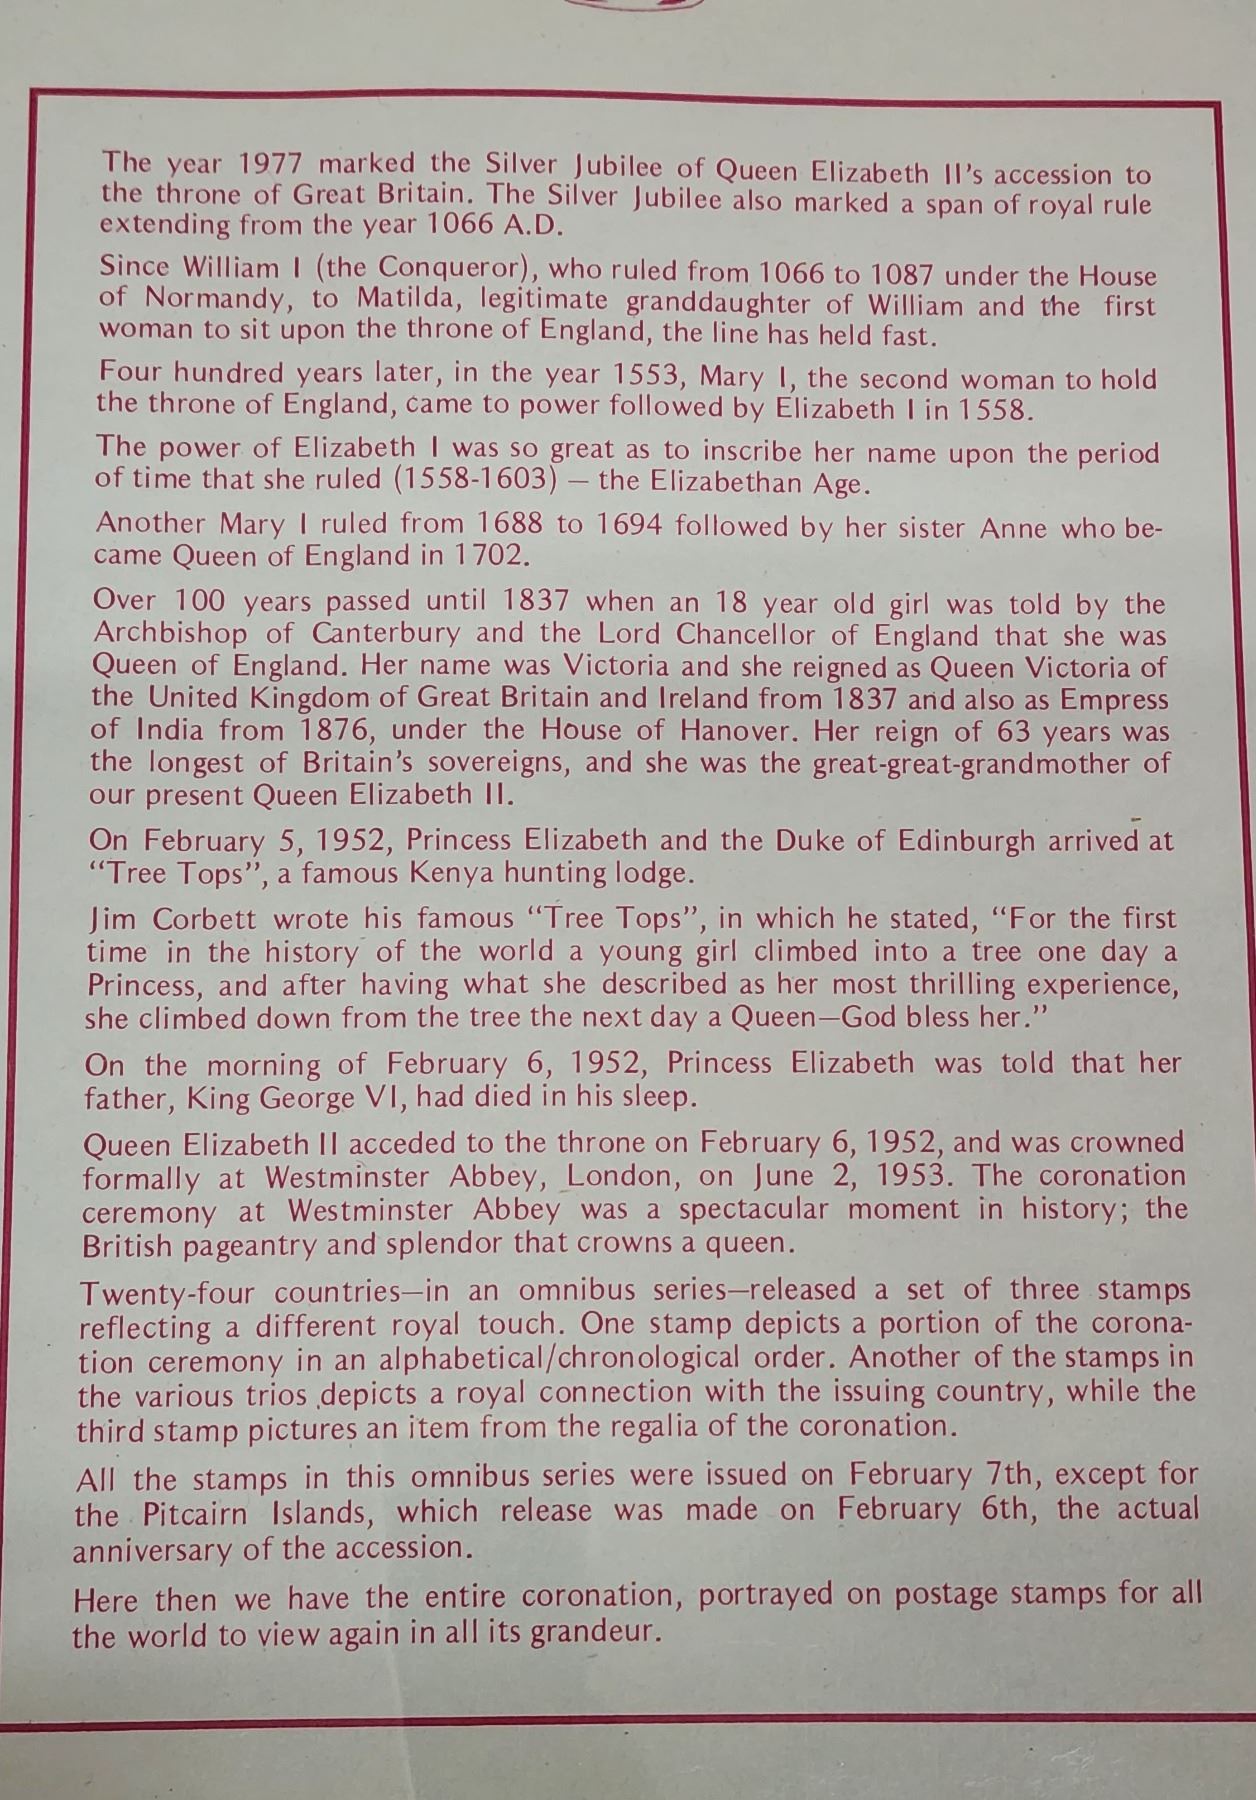 The year 1977 marked the Silver Jubilee of Queen Elizabeth II's accession to
the throne of Great Britain. The Silver Jubilee also marked a span of royal rule
extending from the year 1066 A.D.
Since William I (the Conqueror), who ruled from 1066 to 1087 under the House
of Normandy, to Matilda, legitimate granddaughter of William and the first
woman to sit upon the throne of England, the line has held fast.
Four hundred years later, in the year 1553, Mary I, the second woman to hold
the throne of England, came to power followed by Elizabeth I in 1558.
The power of Elizabeth I was so great as to inscribe her name upon the period
of time that she ruled (1558-1603) — the Elizabethan Age.
Another Mary I ruled from 1688 to 1694 followed by her sister Anne who be-
came Queen of England in 1702.
Over 100 years passed until 1837 when an 18 year old girl was told by the
Archbishop of Canterbury and the Lord Chancellor of England that she was
Queen of England. Her name was Victoria and she reigned as Queen Victoria of
the United Kingdom of Great Britain and Ireland from 1837 and also as Empress
of India from 1876, under the House of Hanover. Her reign of 63 years was
the longest of Britain's sovereigns, and she was the great-great-grandmother of
our present Queen Elizabeth II.
On February 5, 1952, Princess Elizabeth and the Duke of Edinburgh arrived at
“Tree Tops”, a famous Kenya hunting lodge.
Jim Corbett wrote his famous “Tree Tops”, in which he stated, “For the first
time in the history of the world a young girl climbed into a tree one day a
Princess, and after having what she described as her most thrilling experience,
she climbed down from the tree the next day a Queen—God bless her.”
On the morning of February 6, 1952, Princess Elizabeth was told that her
father, King George VI, had died in his sleep.
Queen Elizabeth II acceded to the throne on February 6, 1952, and was crowned
formally at Westminster Abbey, London, on June 2, 1953. The coronation
ceremony at Westminster Abbey was a spectacular moment in history; the
British pageantry and splendor that crowns a queen.
Twenty-four countries—in an omnibus series—released a set of three stamps
reflecting a different royal touch. One stamp depicts a portion of the corona-
tion ceremony in an alphabetical/chronological order. Another of the stamps in
the various trios depicts a royal connection with the issuing country, while the
third stamp pictures an item from the regalia of the coronation.
All the stamps in this omnibus series were issued on February 7th, except for
the Pitcairn Islands, which release was made on February 6th, the actual
anniversary of the accession.
Here then we have the entire coronation, portrayed on postage stamps for all
the world to view again in all its grandeur.